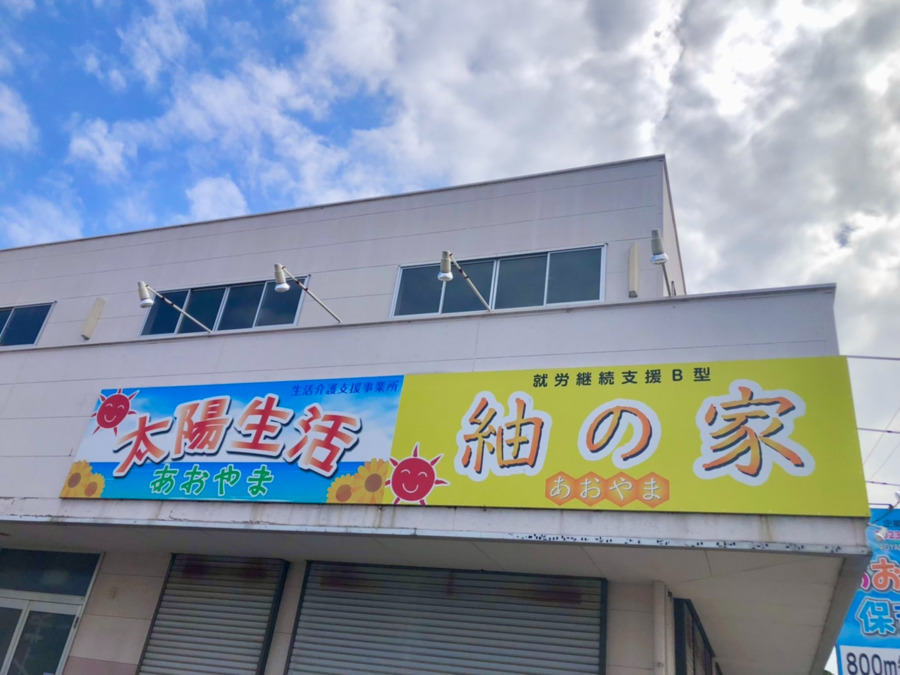 生活介護支援事業所
太陽生活
あおやま
就労継続支援B型
紬の家
あおやま
800m